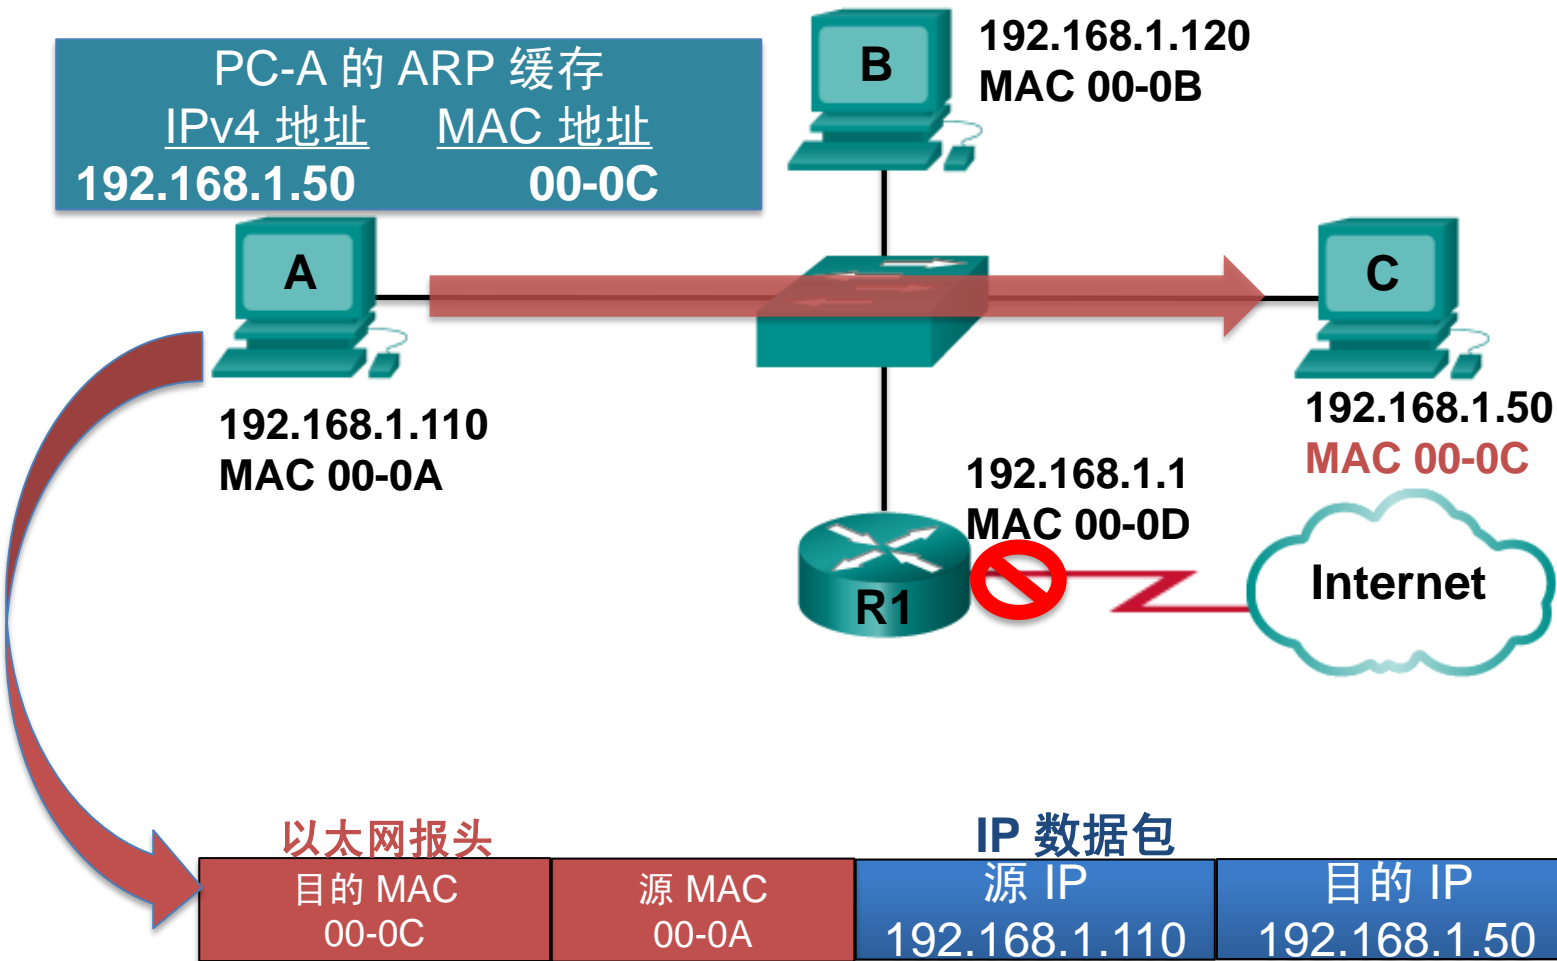 PC-A 的 ARP 缓存
IPv4 地址 MAC 地址
192.168.1.50 00-0C
B
192.168.1.120
MAC 00-0B
A
192.168.1.110
MAC 00-0A
C
192.168.1.50
MAC 00-0C
192.168.1.1
MAC 00-0D
R1
Internet
以太网报头
IP 数据包
目的 MAC
00-0C
源 MAC
00-0A
源 IP
192.168.1.110
目的 IP
192.168.1.50